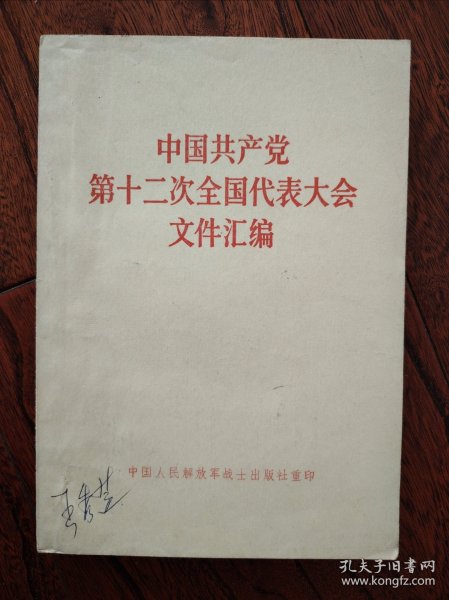 中国共产党
第十二次全国代表大会
文件汇编
中国人民解放军战士出版社重印
孔夫子旧书网
www.kongfz.com